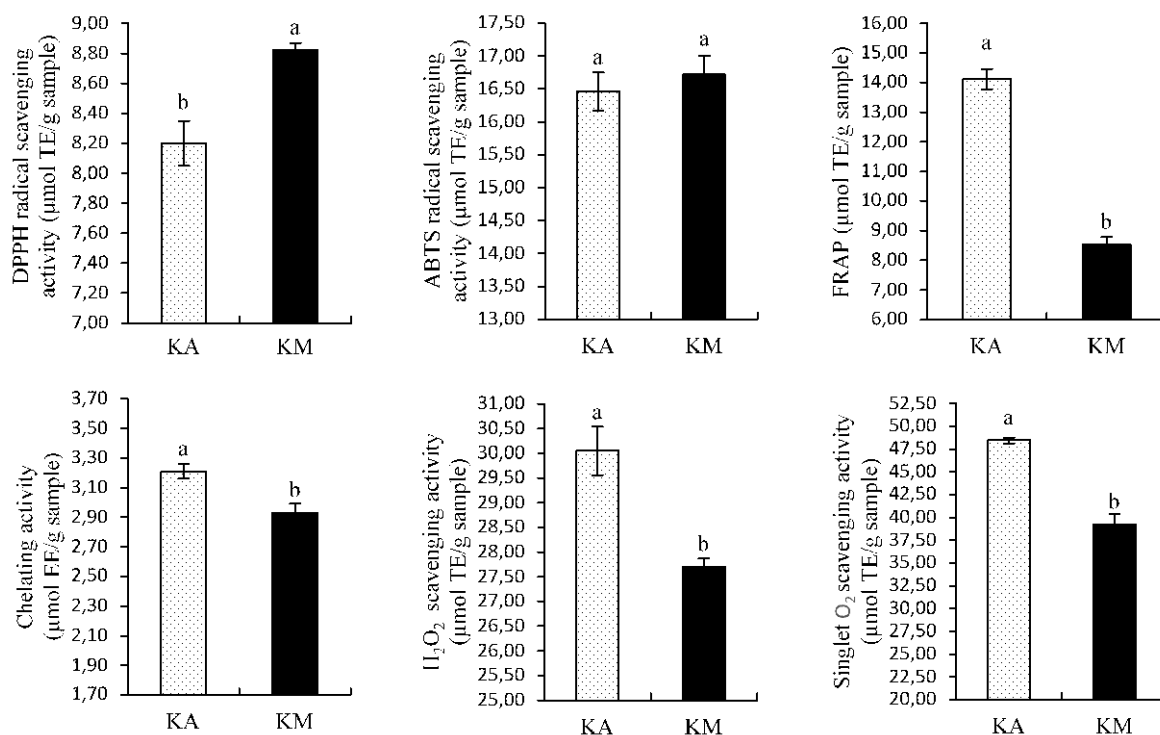 DPPH radical scavenging
activity (µmol TE/g sample)
9,00
8,80
8,60
8,40
8,20
8,00
7,80
7,60
7,40
7,20
7,00
b
a
KA
KM
ABTS radical scavenging
activity (µmol TE/g sample)
17,50
17,00
16,50
16,00
15,50
15,00
14,50
14,00
13,50
13,00
a
a
KA
KM
FRAP (µmol TE/g sample)
16,00
15,00
14,00
13,00
12,00
11,00
10,00
9,00
8,00
7,00
6,00
a
b
KA
KM
Chelating activity
(µmol EE/g sample)
3,70
3,50
3,30
3,10
2,90
2,70
2,50
2,30
2,10
1,90
1,70
a
b
KA
KM
H₂O₂ scavenging activity
(µmol TE/g sample)
31,00
30,50
30,00
29,50
29,00
28,50
28,00
27,50
27,00
26,50
26,00
25,50
25,00
a
b
KA
KM
Singlet O₂ scavenging activity
(µmol TE/g sample)
52,50
50,00
47,50
45,00
42,50
40,00
37,50
35,00
32,50
30,00
27,50
25,00
22,50
20,00
a
b
KA
KM